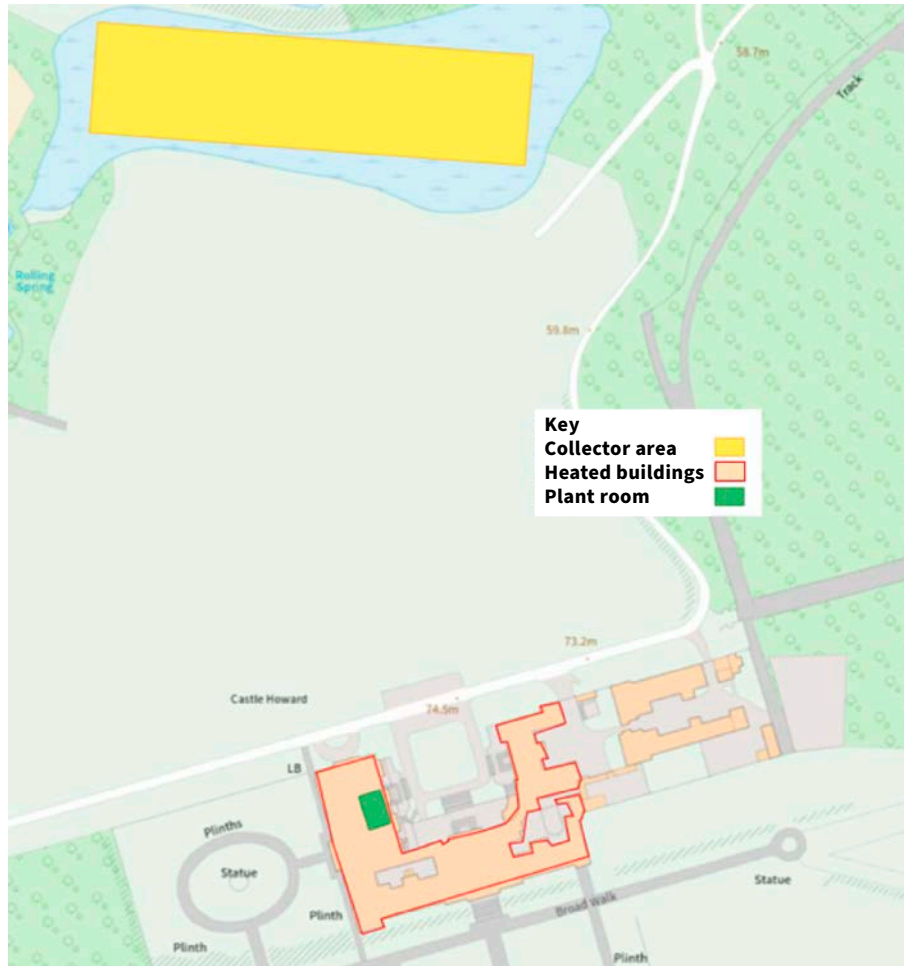 58.7m
Track
Rolling
Spring
59.8m
Key
Collector area
Heated buildings
Plant room
73.2m
Castle Howard
74.5m
LB
Plinths
Statue
Statue
Plinth
Broad Walk
Plinth
Plinth